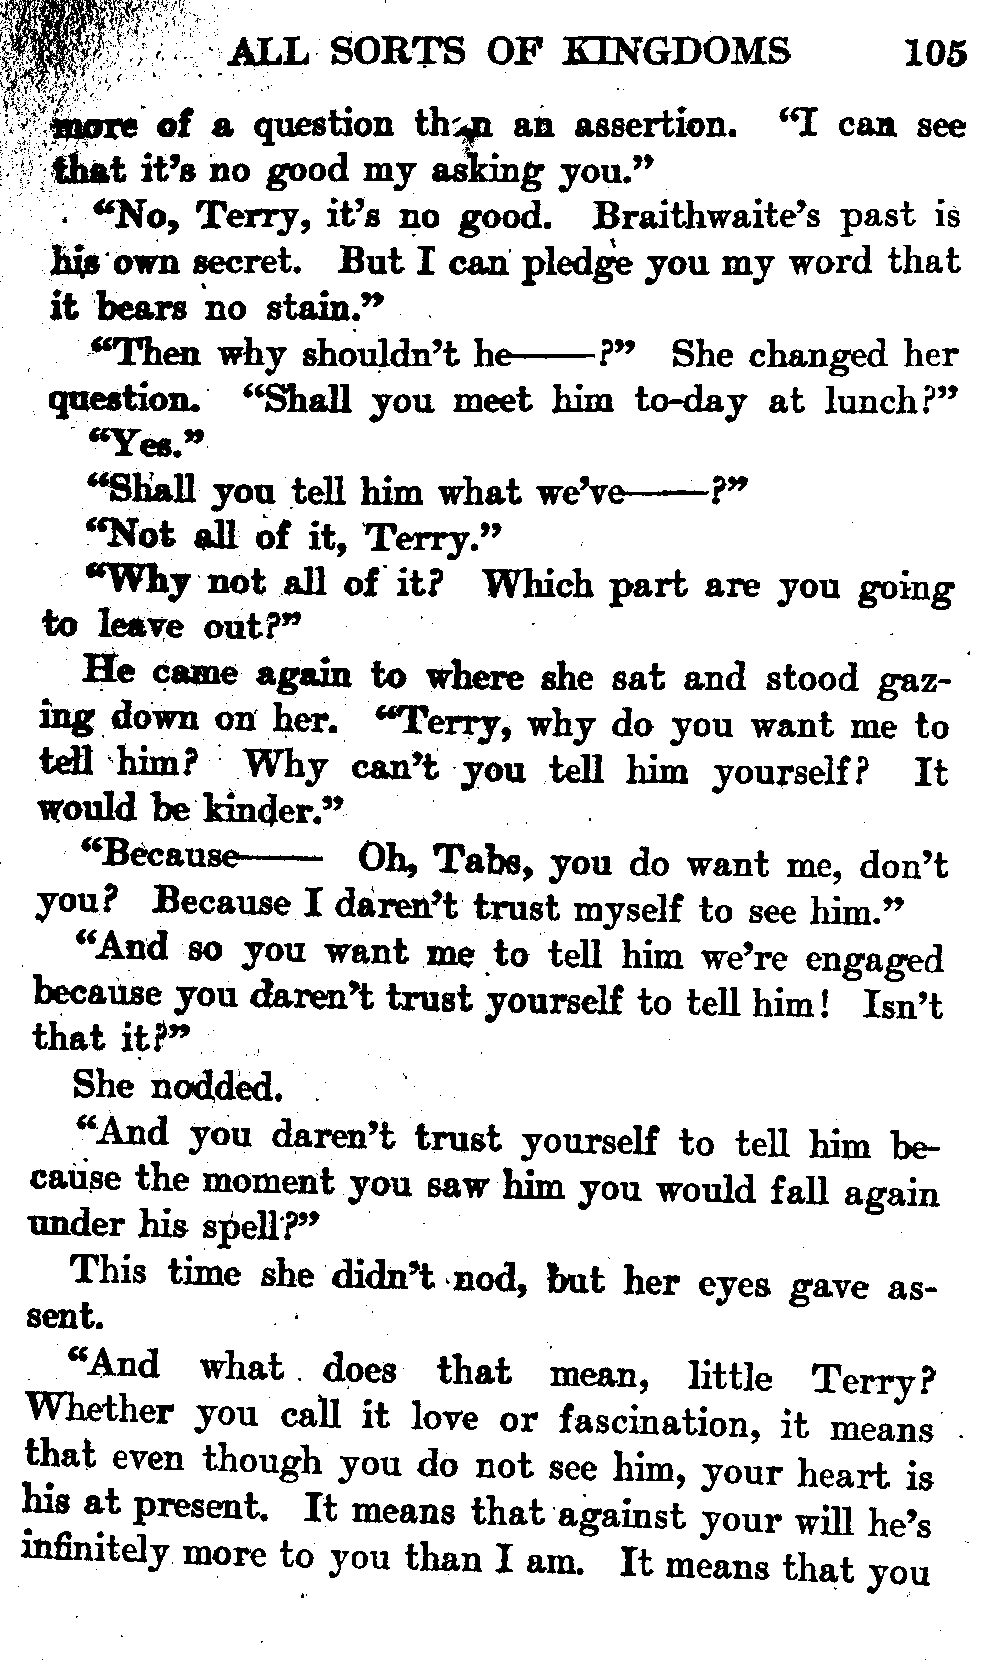 ALL SORTS OF KINGDOMS 105
more of a question than an assertion. “I can see
that it’s no good my asking you.”
“No, Terry, it’s no good. Braithwaite’s past is
his own secret. But I can pledge you my word that
it bears no stain.”
“Then why shouldn’t he——?” She changed her
question. “Shall you meet him to-day at lunch?”
“Yes.”
“Shall you tell him what we’ve——?”
“Not all of it, Terry.”
“Why not all of it? Which part are you going
to leave out?”
He came again to where she sat and stood gaz-
ing down on her. “Terry, why do you want me to
tell him? Why can’t you tell him yourself? It
would be kinder.”
“Because—— Oh, Tabs, you do want me, don’t
you? Because I daren’t trust myself to see him.”
“And so you want me to tell him we’re engaged
because you daren’t trust yourself to tell him! Isn’t
that it?”
She nodded.
“And you daren’t trust yourself to tell him be-
cause the moment you saw him you would fall again
under his spell?”
This time she didn’t nod, but her eyes gave as-
sent.
“And what does that mean, little Terry?
Whether you call it love or fascination, it means
that even though you do not see him, your heart is
his at present. It means that against your will he’s
infinitely more to you than I am. It means that you